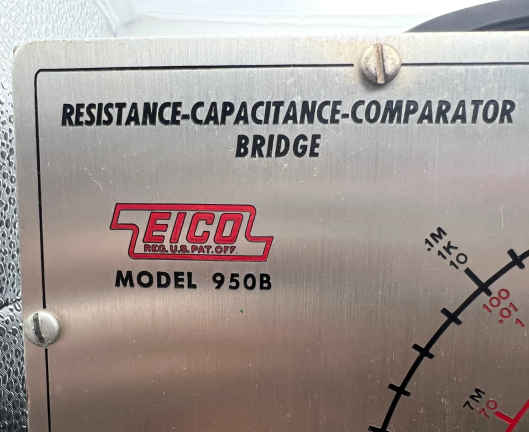 RESISTANCE-CAPACITANCE-COMPARATOR
BRIDGE
EICO
REG. U.S. PAT. OFF.
MODEL 950B
.1M
1K
10
100
.01
1
7M
70